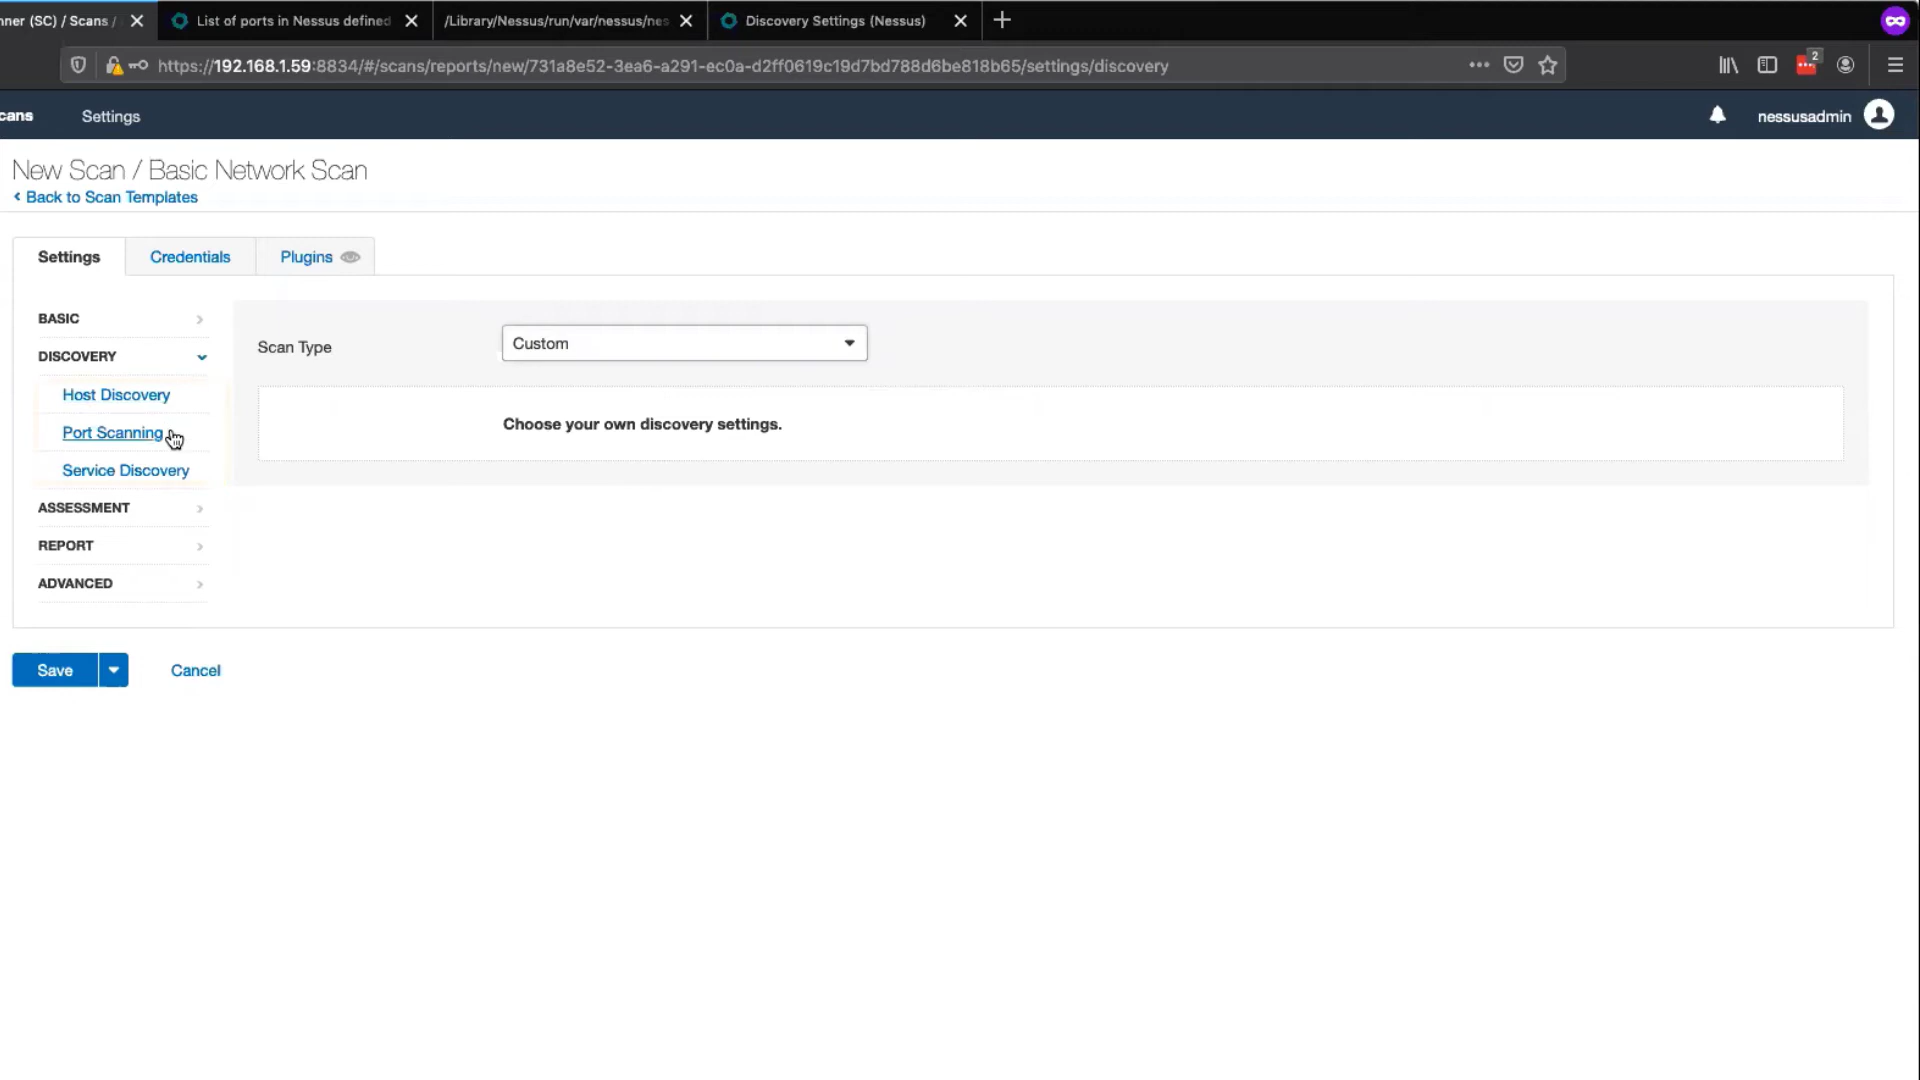 nner (SC) / Scans /
List of ports in Nessus defined
/Library/Nessus/run/var/nessus/nes
Discovery Settings (Nessus)
https://192.168.1.59:8834/#/scans/reports/new/731a8e52-3ea6-a291-ec0a-d2ff0619c19d7bd788d6be818b65/settings/discovery
2
cans
Settings
nessusadmin
New Scan / Basic Network Scan
Back to Scan Templates
Settings
Credentials
Plugins
BASIC
DISCOVERY
Host Discovery
Port Scanning
Service Discovery
ASSESSMENT
REPORT
ADVANCED
Scan Type
Custom
Choose your own discovery settings.
Save
Cancel